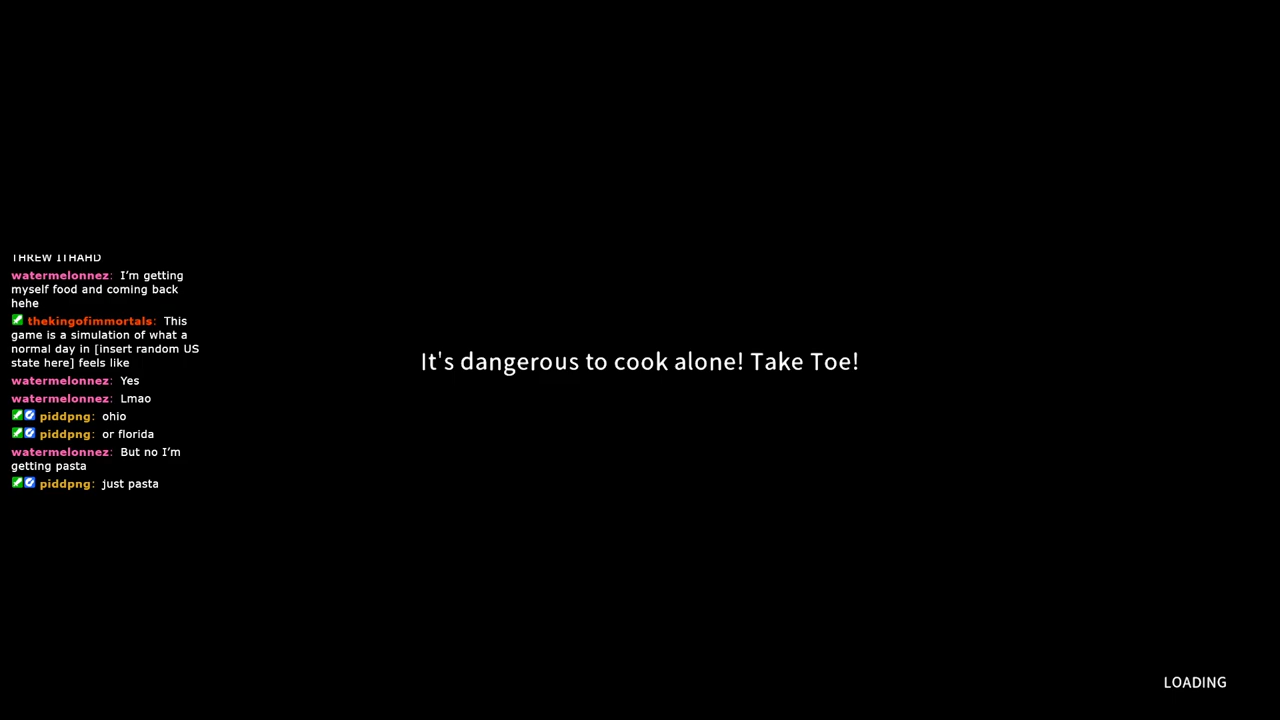 THREW ITHARD
watermelonnez: I’m getting
myself food and coming back
hehe
thekingofimmortals: This
game is a simulation of what a
normal day in [insert random US
state here] feels like
watermelonnez: Yes
watermelonnez: Lmao
piddpng: ohio
piddpng: or florida
watermelonnez: But no I’m
getting pasta
piddpng: just pasta
It's dangerous to cook alone! Take Toe!
LOADING